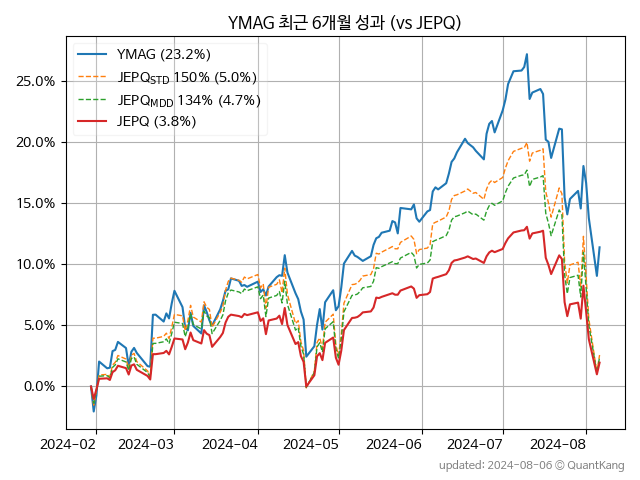 YMAG 최근 6개월 성과 (vs JEPQ)
YMAG (23.2%)
JEPQSTD 150% (5.0%)
JEPQMDD 134% (4.7%)
JEPQ (3.8%)
25.0%
20.0%
15.0%
10.0%
5.0%
0.0%
2024-02 2024-03 2024-04 2024-05 2024-06 2024-07 2024-08
updated: 2024-08-06 © QuantKang